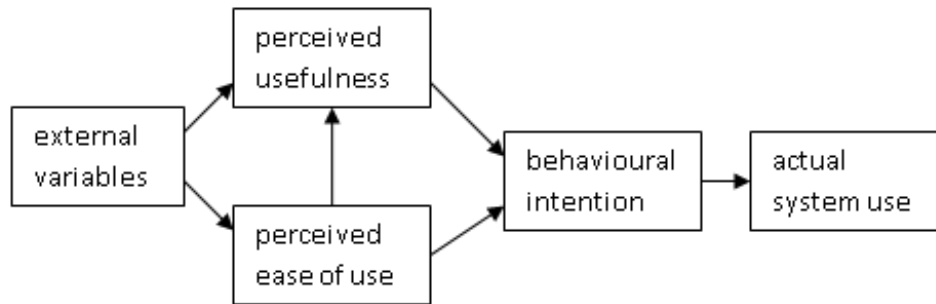 perceived
usefulness
external
variables
perceived
ease of use
behavioural
intention
actual
system use